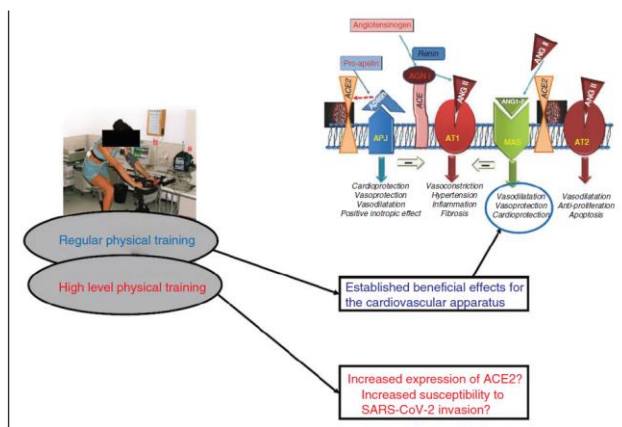 Angiotensinogen
Renin
Pro-apelin
AGN I
ACE2
Apelin
ACE
ANG II
ANG1-7
ANG II
ACE2
ANG II
APJ
AT1
MAS
AT2
Cardioprotection
Vasoprotection
Vasodilatation
Positive inotropic effect
Vasoconstriction
Hypertension
Inflammation
Fibrosis
Vasodilatation
Vasoprotection
Cardioprotection
Vasodilatation
Anti-proliferation
Apoptosis
b
a
Regular physical training
High level physical training
Established beneficial effects for
the cardiovascular apparatus
Increased expression of ACE2?
Increased susceptibility to
SARS-CoV-2 invasion?